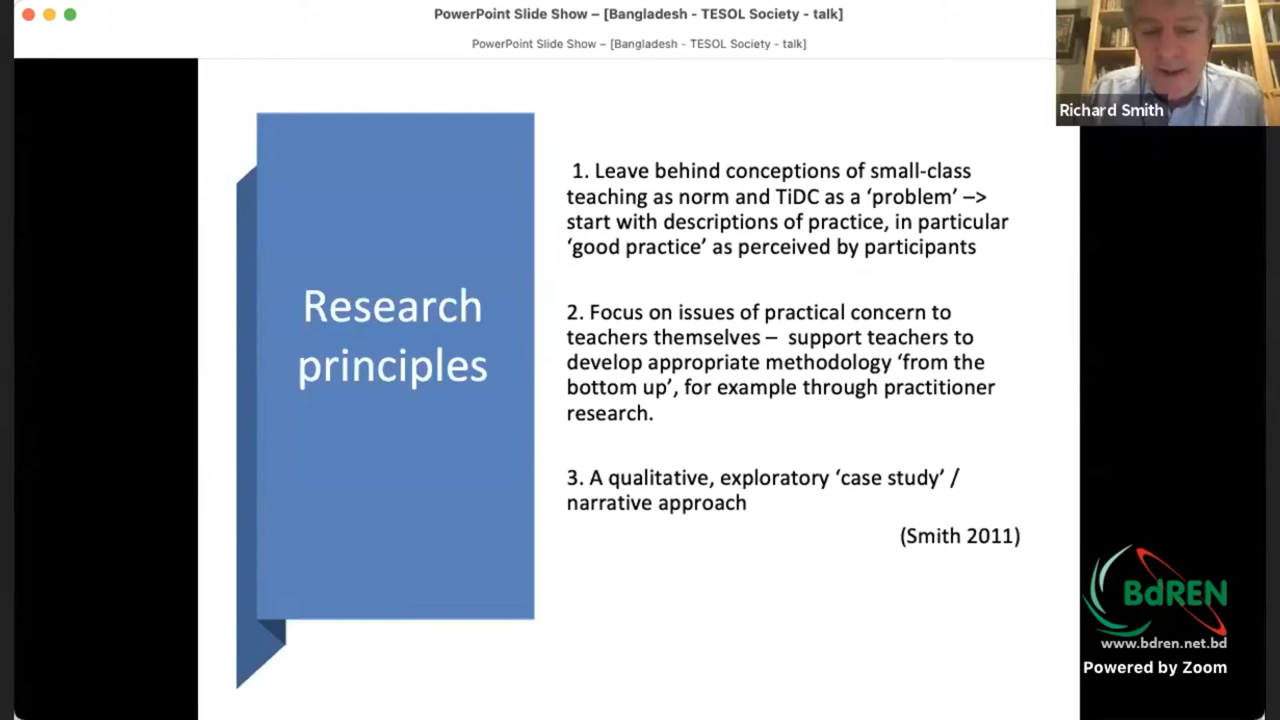 PowerPoint Slide Show – [Bangladesh - TESOL Society - talk]
PowerPoint Slide Show – [Bangladesh - TESOL Society - talk]
Richard Smith
Research
principles
1. Leave behind conceptions of small-class
teaching as norm and TiDC as a ‘problem’ –>
start with descriptions of practice, in particular
‘good practice’ as perceived by participants
2. Focus on issues of practical concern to
teachers themselves – support teachers to
develop appropriate methodology ‘from the
bottom up’, for example through practitioner
research.
3. A qualitative, exploratory ‘case study’ /
narrative approach
(Smith 2011)
BdREN
www.bdren.net.bd
Powered by Zoom